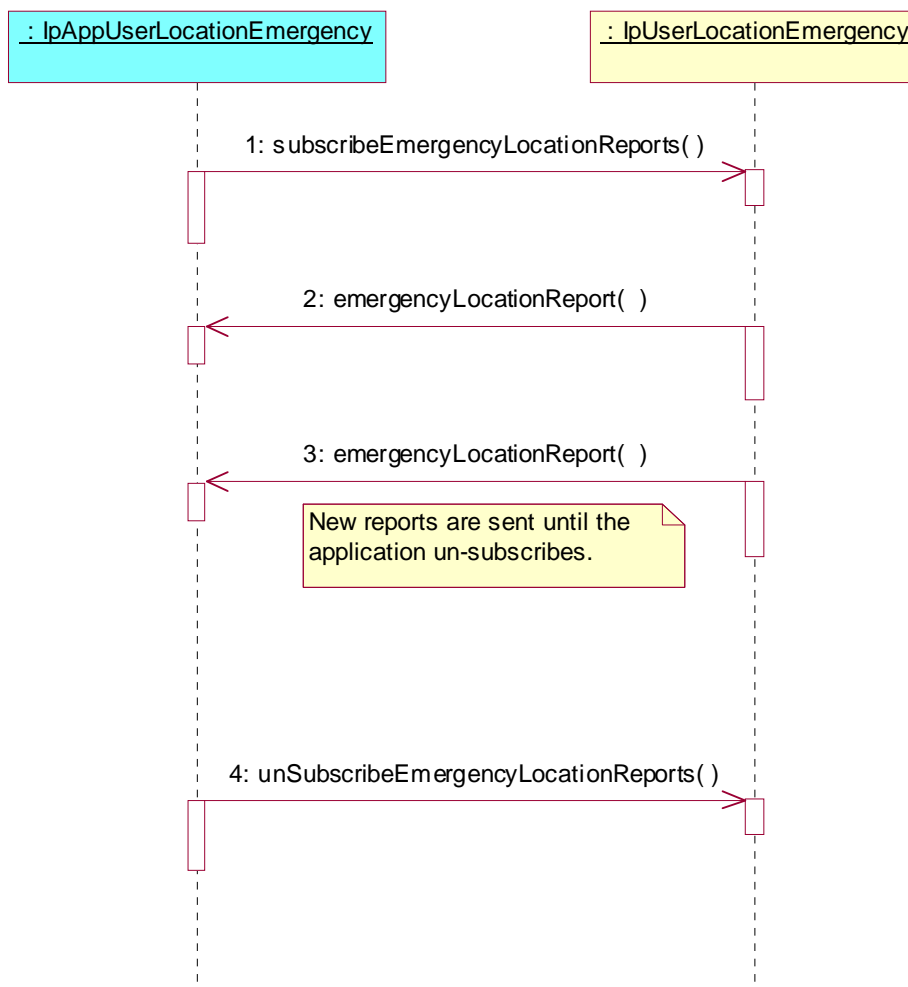 : IpAppUserLocationEmergency
: IpUserLocationEmergency
1: subscribeEmergencyLocationReports( )
2: emergencyLocationReport(  )
3: emergencyLocationReport(  )
New reports are sent until the
application un-subscribes.
4: unSubscribeEmergencyLocationReports( )